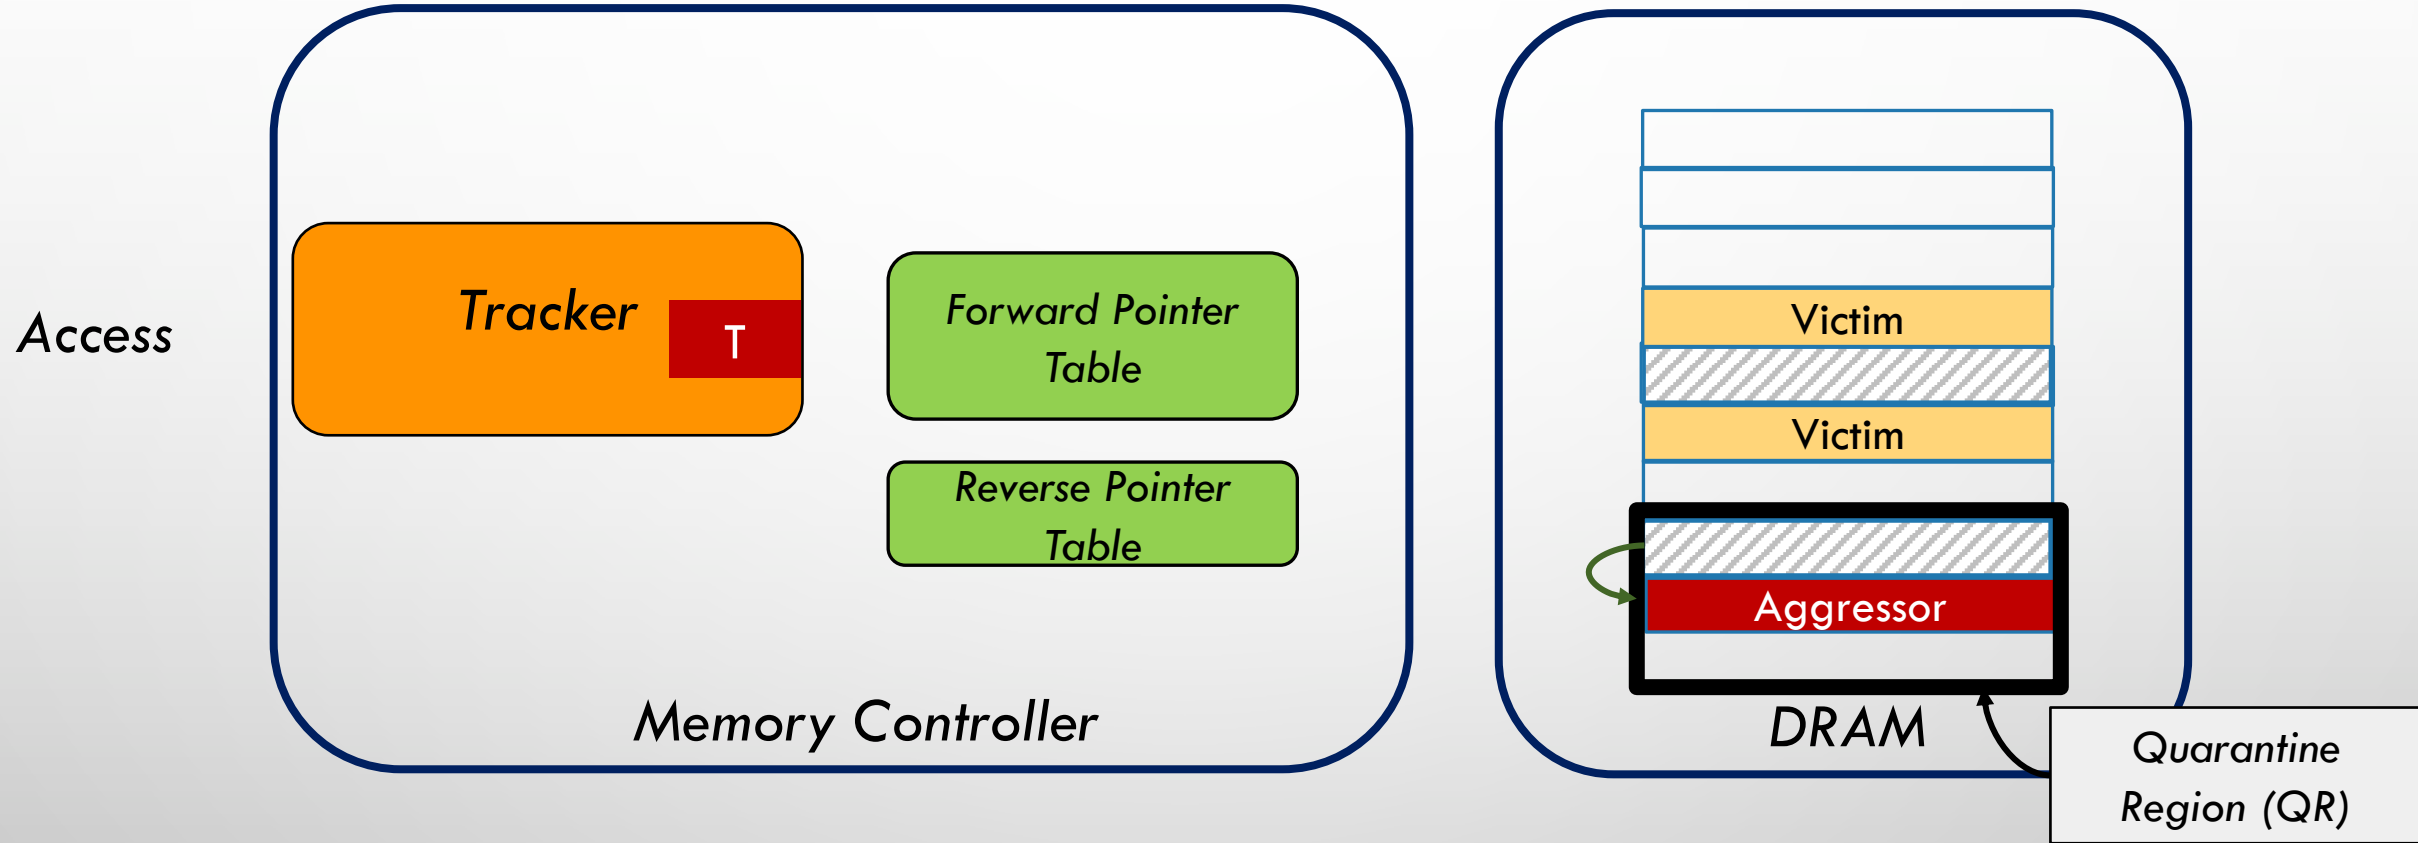 Access
Tracker
T
Forward Pointer
Table
Reverse Pointer
Table
Memory Controller
Victim
Victim
Aggressor
DRAM
Quarantine
Region (QR)